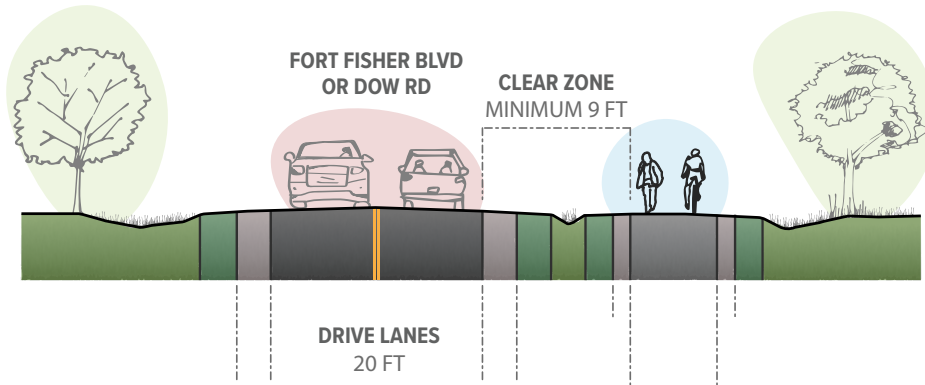 FORT FISHER BLVD
OR DOW RD
CLEAR ZONE
MINIMUM 9 FT
DRIVE LANES
20 FT